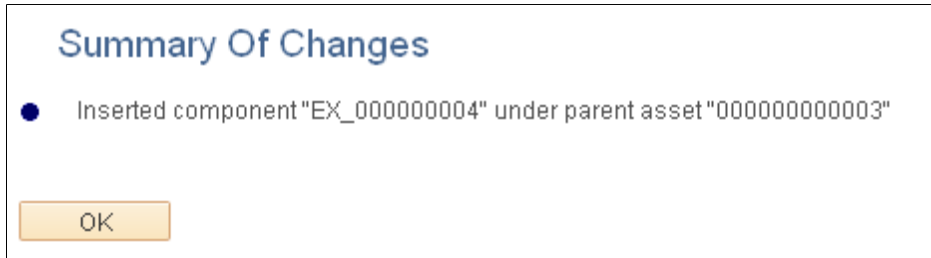 Summary Of Changes
Inserted component "EX_000000004" under parent asset "000000000003"
OK